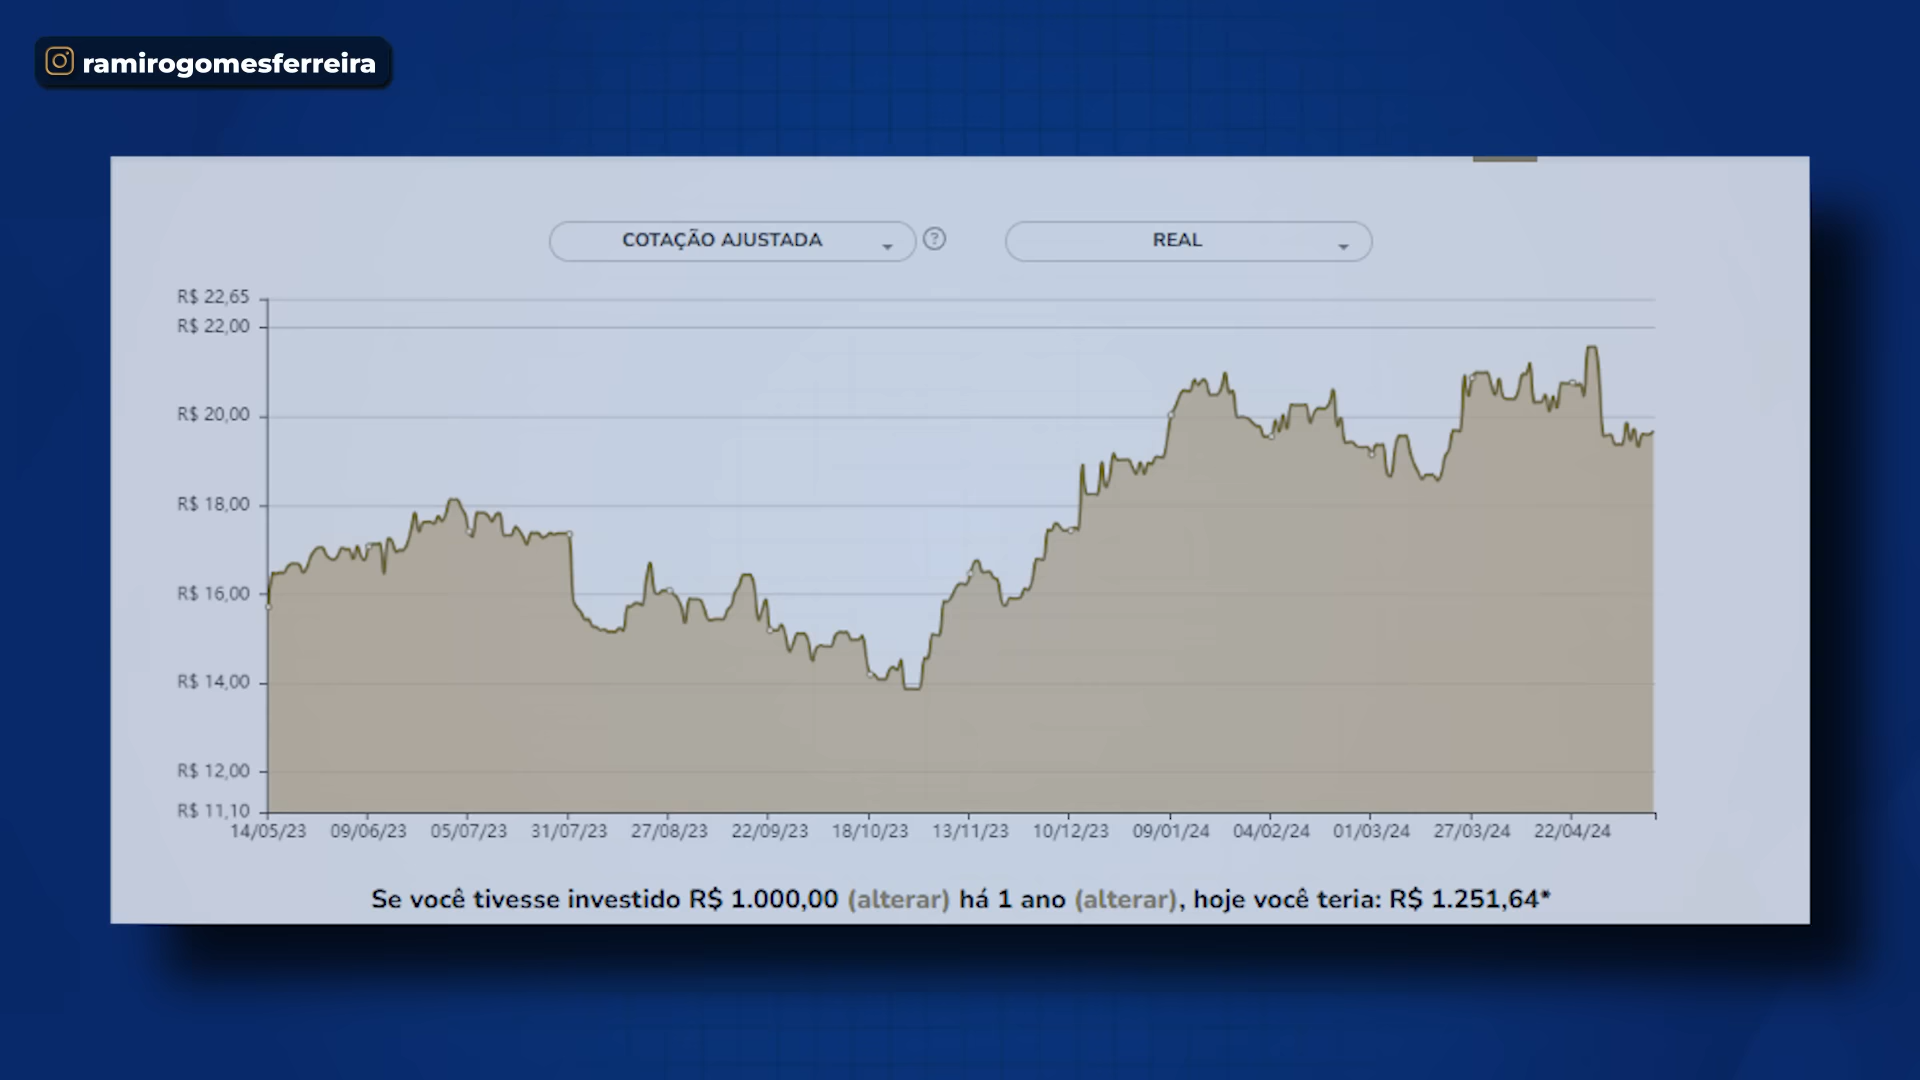 ramirogomesferreira
COTAÇÃO AJUSTADA ? REAL
R$ 22,65
R$ 22,00
R$ 20,00
R$ 18,00
R$ 16,00
R$ 14,00
R$ 12,00
R$ 11,10
14/05/23 09/06/23 05/07/23 31/07/23 27/08/23 22/09/23 18/10/23 13/11/23 10/12/23 09/01/24 04/02/24 01/03/24 27/03/24 22/04/24
Se você tivesse investido R$ 1.000,00 (alterar) há 1 ano (alterar), hoje você teria: R$ 1.251,64*